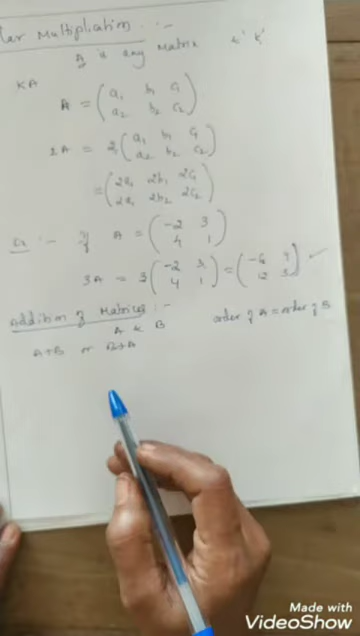 lar Multiplication :-
A is any Matrix & 'K'
KA
A = ( a₁ b₁ c₁
a₂ b₂ c₂ )
2A = 2 ( a₁ b₁ c₁
a₂ b₂ c₂ )
= ( 2a₁ 2b₁ 2c₁
2a₂ 2b₂ 2c₂ )
Ex :- If A = ( -2 3
4 1 )
3A = 3 ( -2 3
4 1 ) = ( -6 9
12 3 ) ✓
Addition of Matrices :-
A & B order of A = order of B
A+B or B+A
Made with
VideoShow